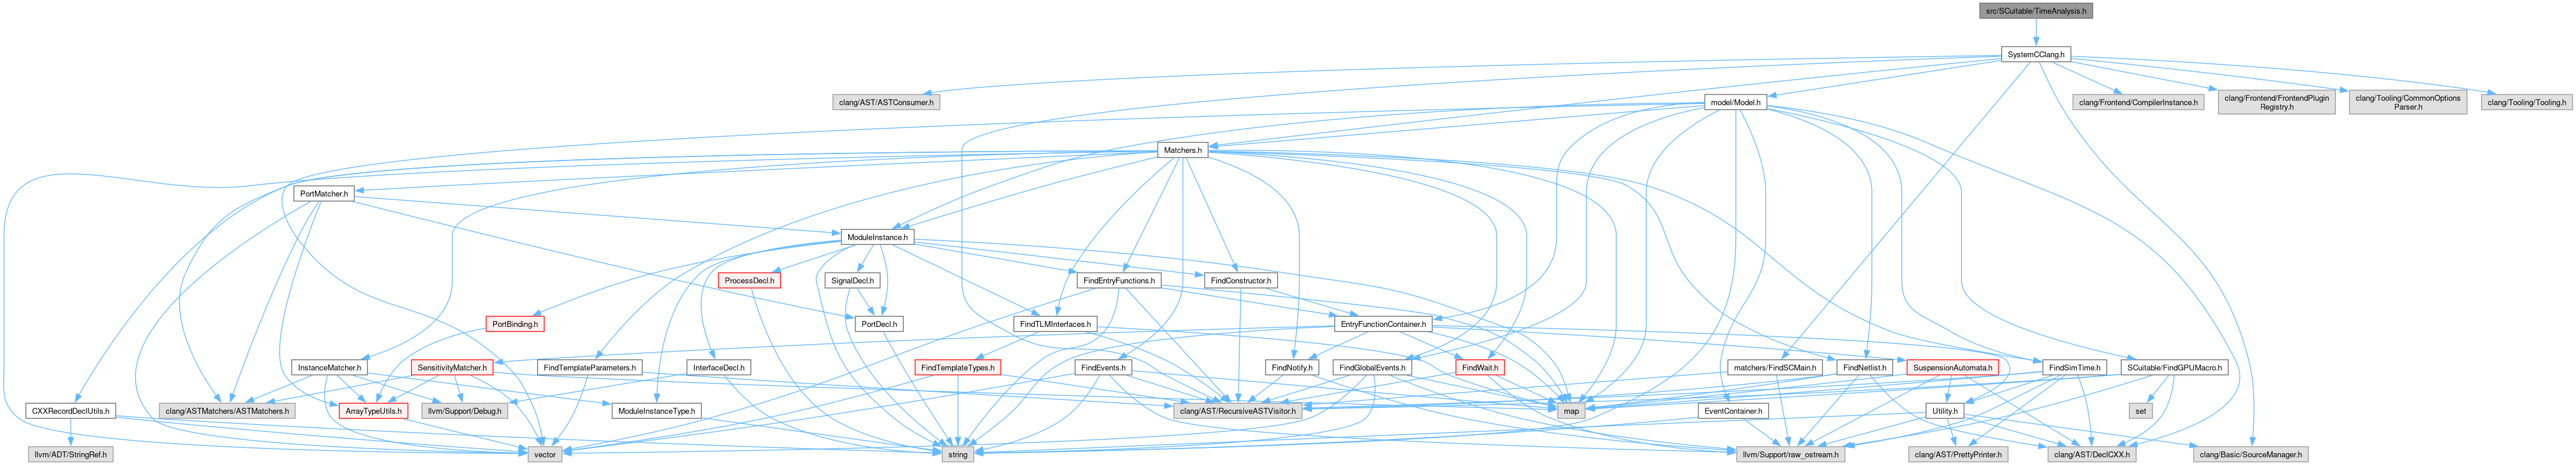 src/SCuitable/TimeAnalysis.h
SystemCClang.h
clang/AST/ASTConsumer.h
model/Model.h
clang/Frontend/CompilerInstance.h
clang/Frontend/FrontendPlugin
Registry.h
clang/Tooling/CommonOptions
Parser.h
clang/Tooling/Tooling.h
Matchers.h
PortMatcher.h
ModuleInstance.h
ProcessDecl.h
SignalDecl.h
FindEntryFunctions.h
FindConstructor.h
PortBinding.h
PortDecl.h
FindTLMInterfaces.h
EntryFunctionContainer.h
InstanceMatcher.h
SensitivityMatcher.h
FindTemplateParameters.h
InterfaceDecl.h
FindTemplateTypes.h
FindEvents.h
FindNotify.h
FindGlobalEvents.h
FindWait.h
matchers/FindSCMain.h
FindNetlist.h
SuspensionAutomata.h
FindSimTime.h
SCuitable/FindGPUMacro.h
CXXRecordDeclUtils.h
clang/ASTMatchers/ASTMatchers.h
ArrayTypeUtils.h
llvm/Support/Debug.h
ModuleInstanceType.h
clang/AST/RecursiveASTVisitor.h
map
EventContainer.h
Utility.h
set
llvm/ADT/StringRef.h
vector
string
llvm/Support/raw_ostream.h
clang/AST/PrettyPrinter.h
clang/AST/DeclCXX.h
clang/Basic/SourceManager.h